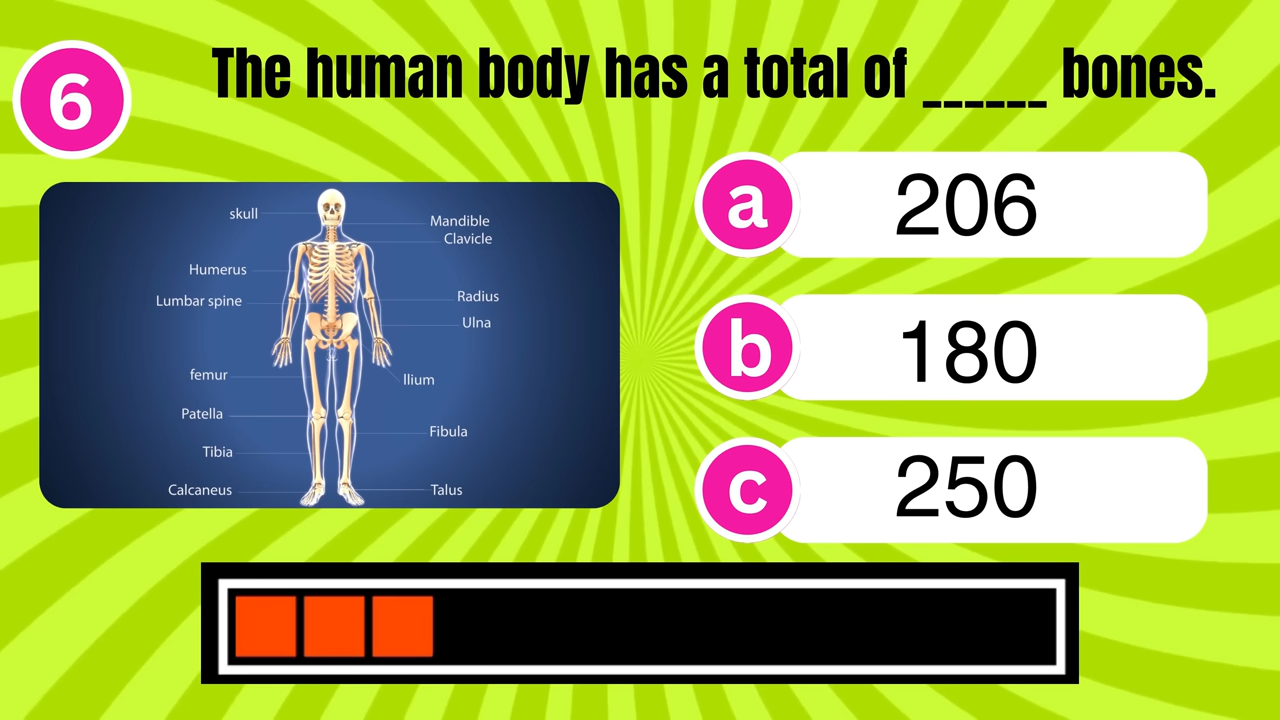 6
The human body has a total of ______ bones.
skull
Mandible
Clavicle
Humerus
Lumbar spine
Radius
Ulna
femur
Ilium
Patella
Fibula
Tibia
Calcaneus
Talus
a 206
b 180
c 250